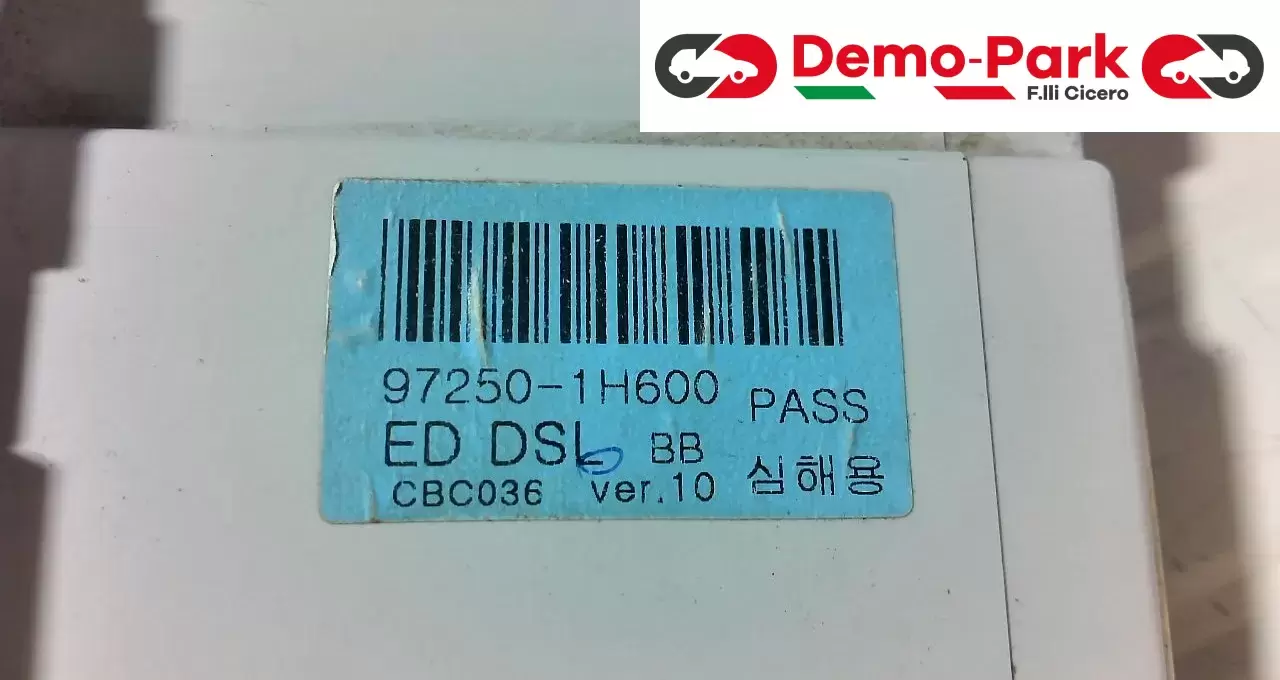 Demo-Park
F.lli Cicero
97250-1H600 PASS
ED DSL BB
CBC036 ver.10 심해용